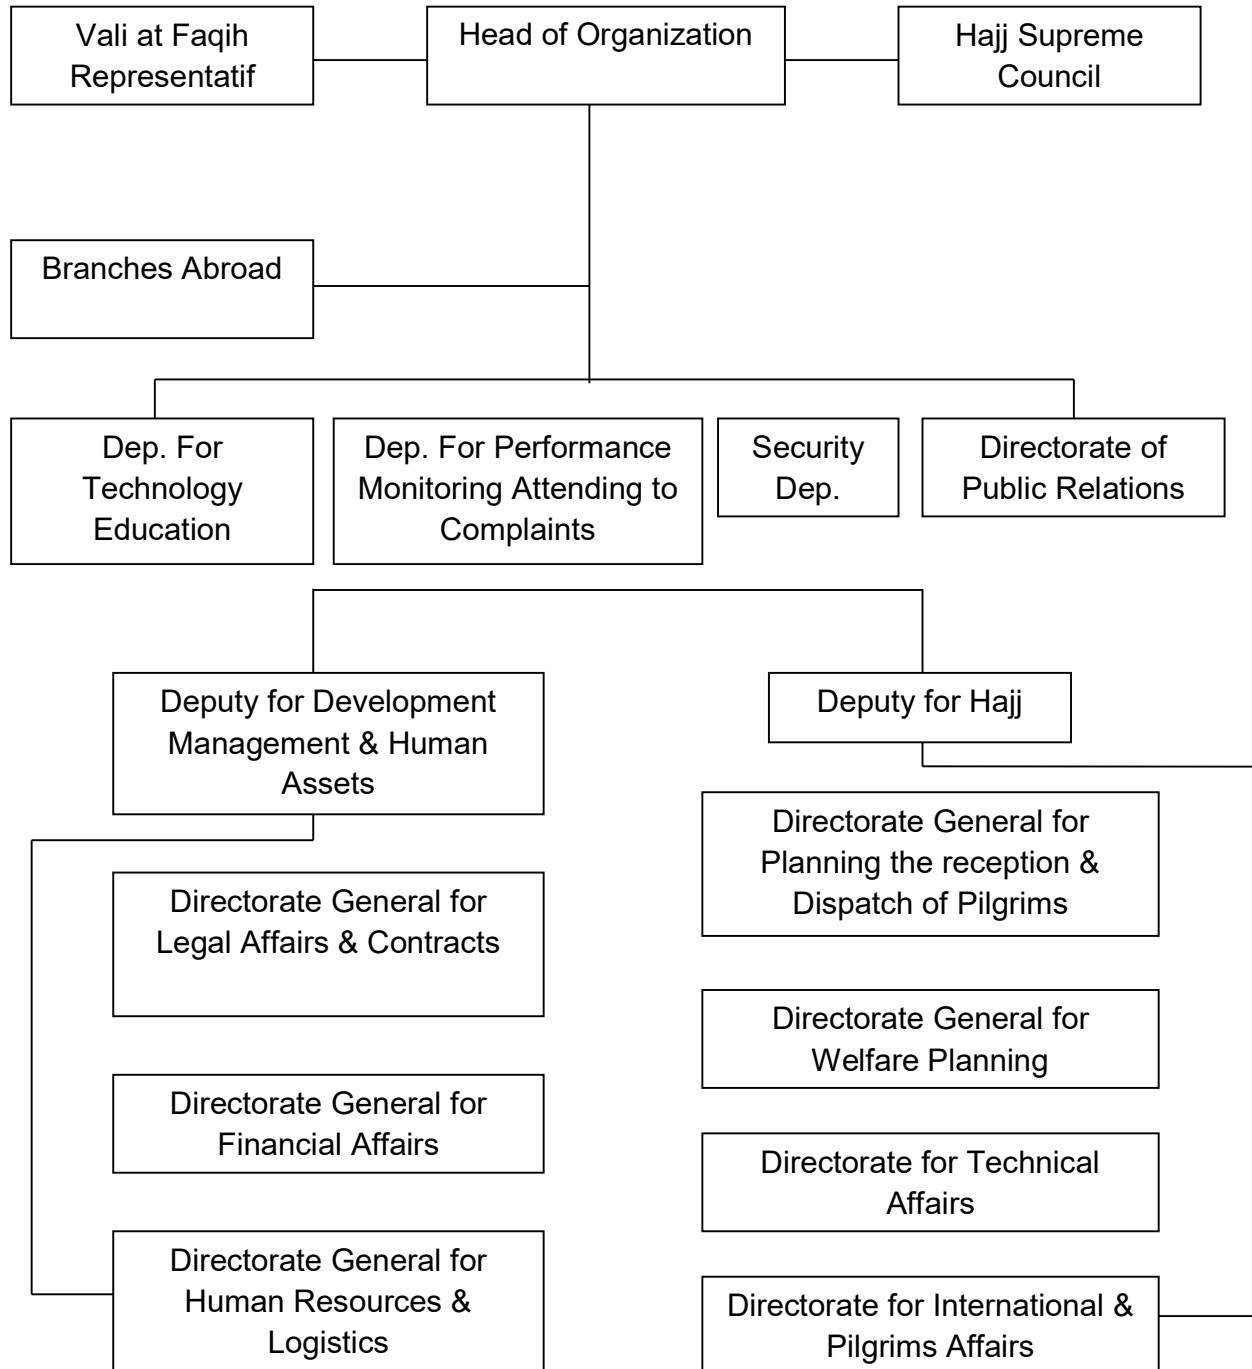 Vali at Faqih
Representatif
Head of Organization
Hajj Supreme
Council
Branches Abroad
Dep. For
Technology
Education
Dep. For Performance
Monitoring Attending to
Complaints
Security
Dep.
Directorate of
Public Relations
Deputy for Development
Management & Human
Assets
Deputy for Hajj
Directorate General for
Legal Affairs & Contracts
Directorate General for
Financial Affairs
Directorate General for
Human Resources &
Logistics
Directorate General for
Planning the reception &
Dispatch of Pilgrims
Directorate General for
Welfare Planning
Directorate for Technical
Affairs
Directorate for International &
Pilgrims Affairs